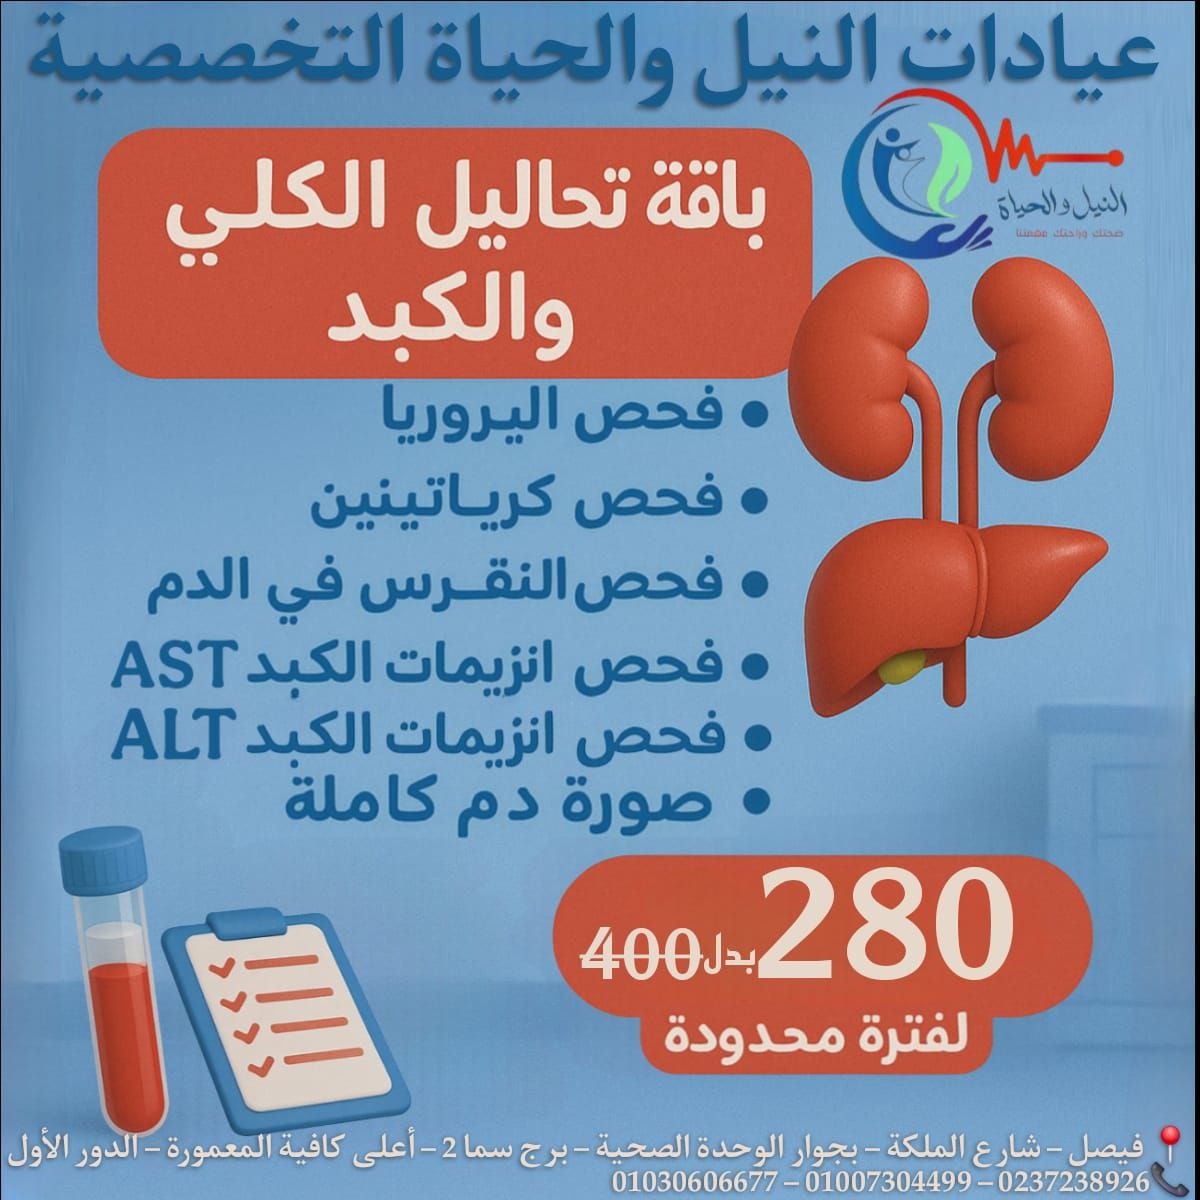 عيادات النيل والحياة التخصصية
النيل والحياة
صحتك وراحتك مهمتنا
باقة تحاليل الكلي
والكبد
• فحص اليروريا
• فحص كرياتينين
• فحص النقرس في الدم
• فحص انزيمات الكبد AST
• فحص انزيمات الكبد ALT
• صورة دم كاملة
280 بدل 400
لفترة محدودة
فيصل – شارع الملكة – بجوار الوحدة الصحية – برج سما 2 – أعلى كافية المعمورة – الدور الأول
0237238926 – 01007304499 – 01030606677